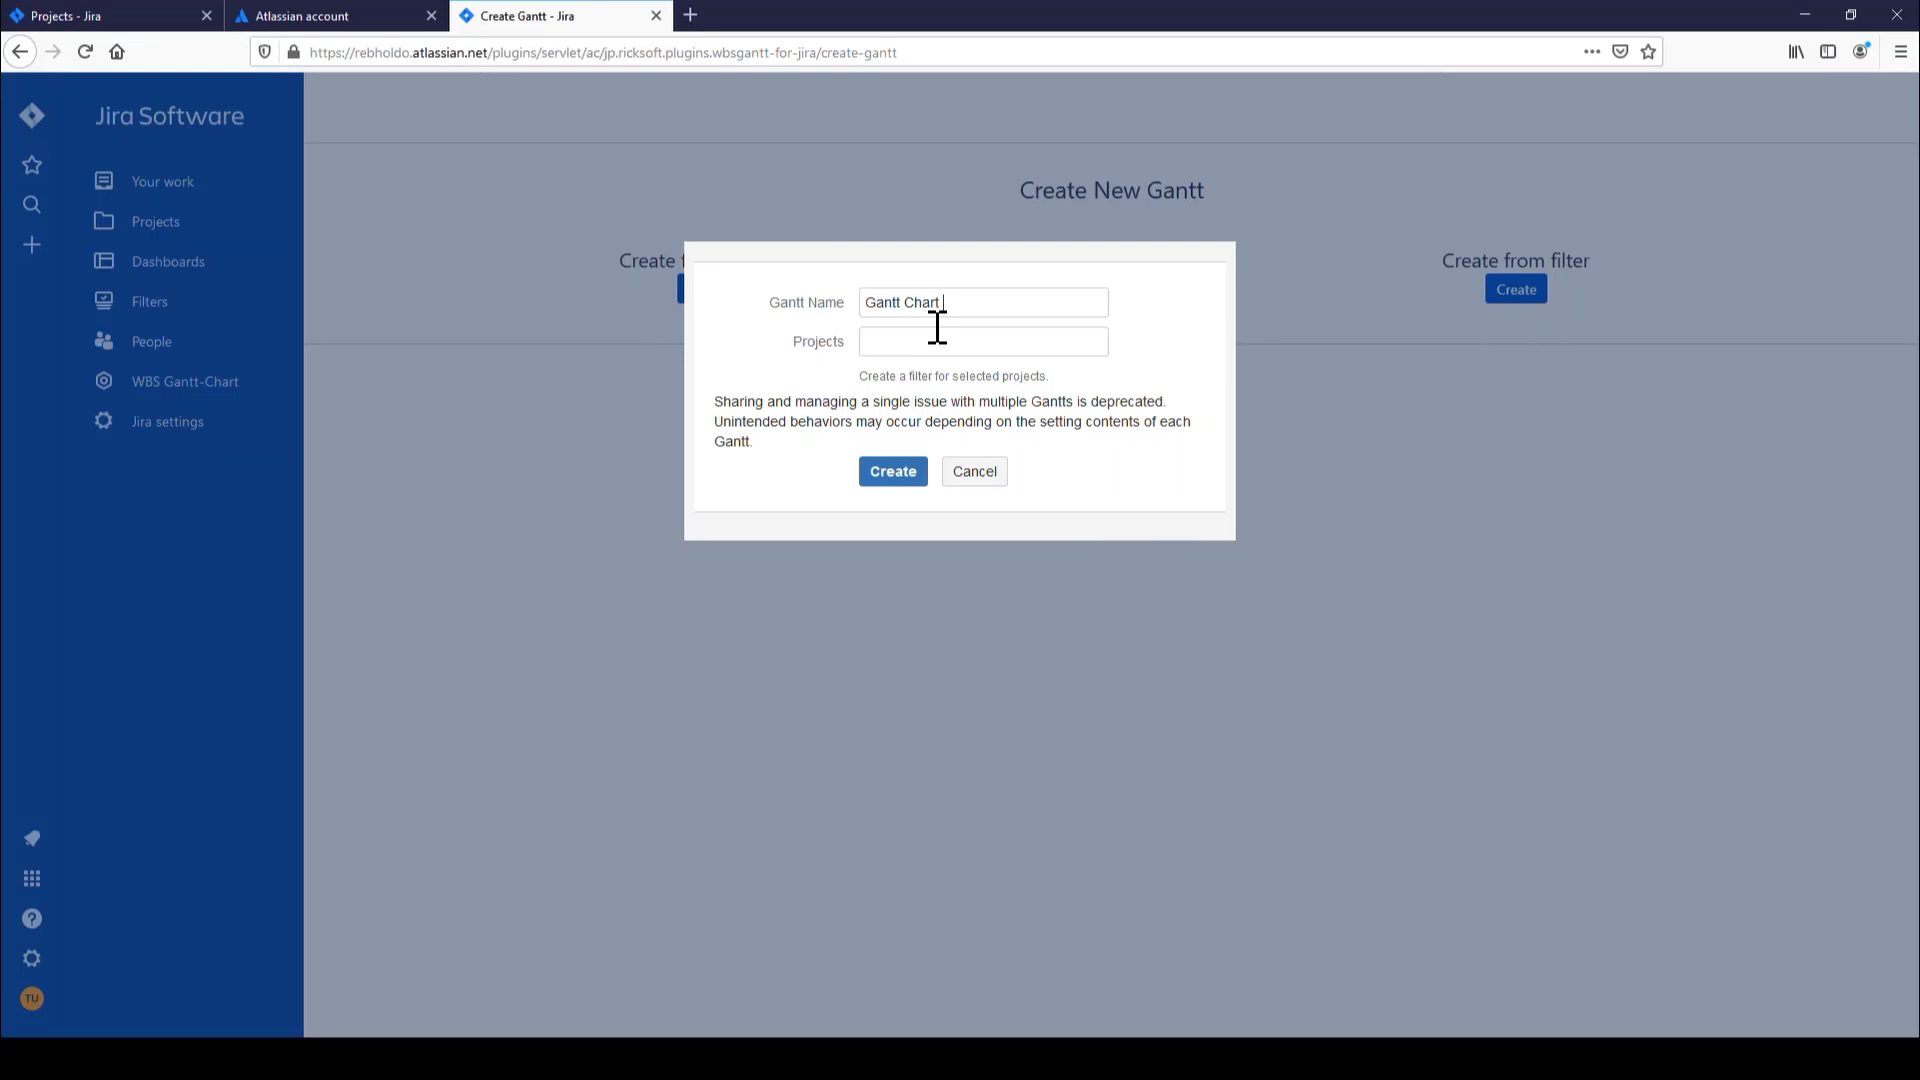 Projects - Jira
Atlassian account
Create Gantt - Jira
https://rebholdo.atlassian.net/plugins/servlet/ac/jp.ricksoft.plugins.wbsgantt-for-jira/create-gantt
Jira Software
Your work
Projects
Dashboards
Filters
People
WBS Gantt-Chart
Jira settings
TU
Create New Gantt
Create f
Create from filter
Create
Gantt Name
Gantt Chart
Projects
Create a filter for selected projects.
Sharing and managing a single issue with multiple Gantts is deprecated.
Unintended behaviors may occur depending on the setting contents of each
Gantt.
Create
Cancel